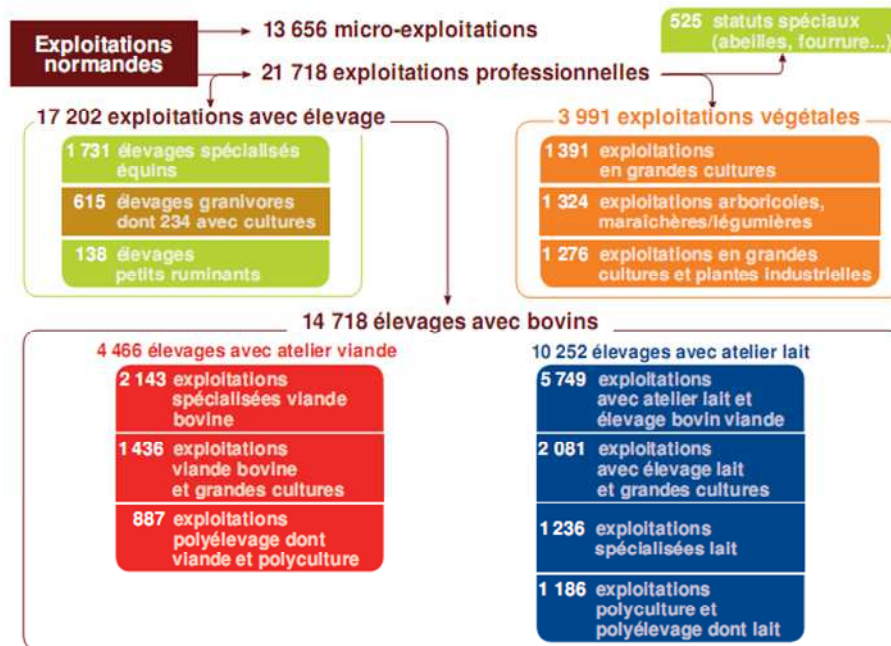 Exploitations
normandes
13 656 micro-exploitations
21 718 exploitations professionnelles
525 statuts spéciaux
(abeilles, fourrure...)
17 202 exploitations avec élevage
1 731 élevages spécialisés
équins
615 élevages granivores
dont 234 avec cultures
138 élevages
petits ruminants
3 991 exploitations végétales
1 391 exploitations
en grandes cultures
1 324 exploitations arboricoles,
maraîchères/légumières
1 276 exploitations en grandes
cultures et plantes industrielles
14 718 élevages avec bovins
4 466 élevages avec atelier viande
2 143 exploitations
spécialisées viande
bovine
1 436 exploitations
viande bovine
et grandes cultures
887 exploitations
polyélevage dont
viande et polyculture
10 252 élevages avec atelier lait
5 749 exploitations
avec atelier lait et
élevage bovin viande
2 081 exploitations
avec élevage lait
et grandes cultures
1 236 exploitations
spécialisées lait
1 186 exploitations
polyculture et
polyélevage dont lait